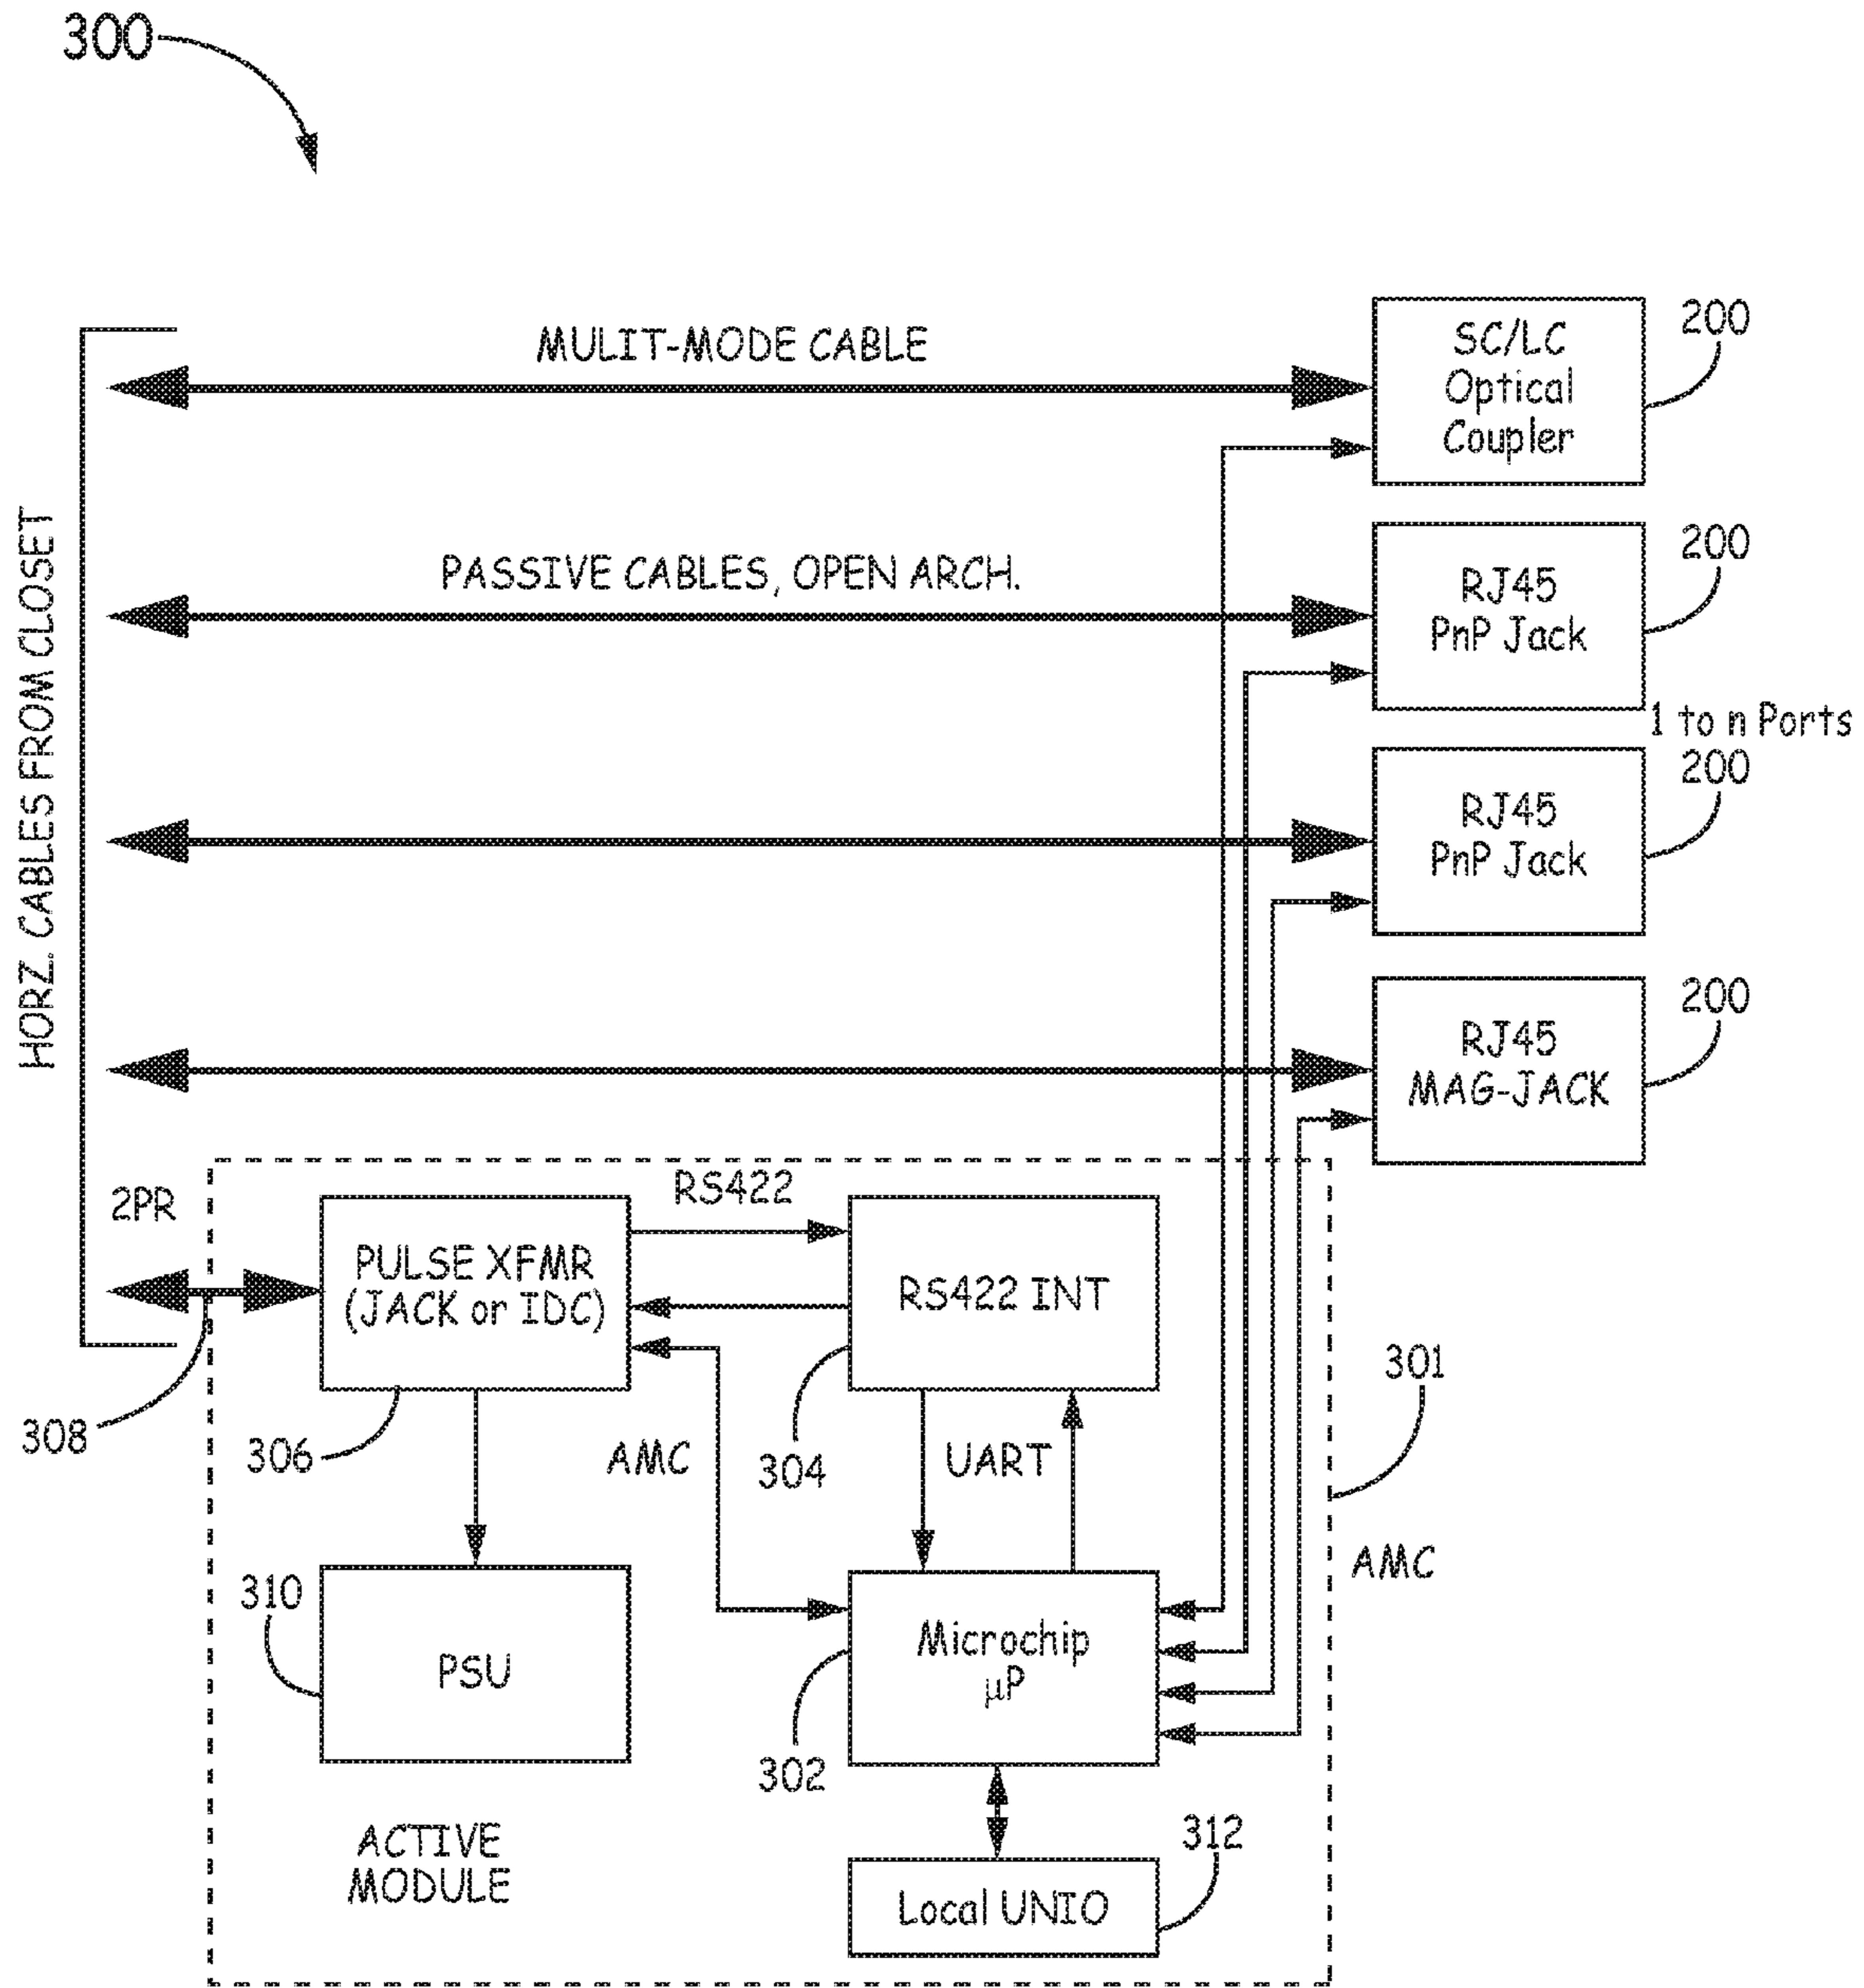 300
MULIT-MODE CABLE
SC/LC
Optical
Coupler
200
HORZ. CABLES FROM CLOSET
PASSIVE CABLES, OPEN ARCH.
RJ45
PnP Jack
200
1 to n Ports
RJ45
PnP Jack
200
RJ45
MAG-JACK
200
2PR
RS422
PULSE XFMR
(JACK or IDC)
RS422 INT
308
306
AMC
304
UART
301
AMC
310
PSU
Microchip
µP
302
ACTIVE
MODULE
312
Local UNIO